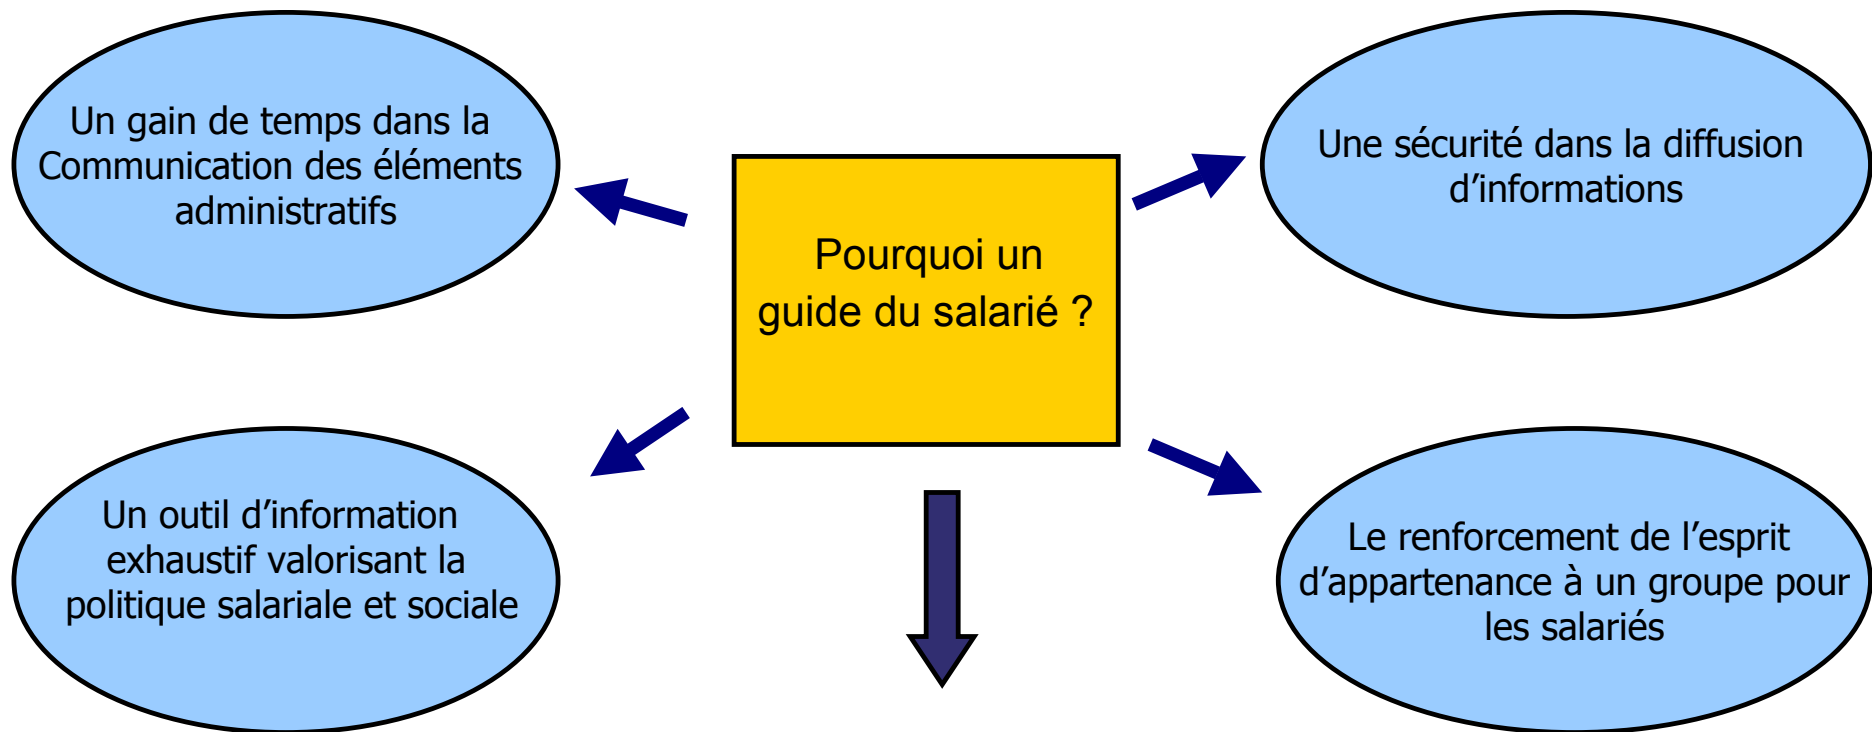 Un gain de temps dans la
Communication des éléments
administratifs
Une sécurité dans la diffusion
d’informations
Pourquoi un
guide du salarié ?
Un outil d’information
exhaustif valorisant la
politique salariale et sociale
Le renforcement de l’esprit
d’appartenance à un groupe pour
les salariés